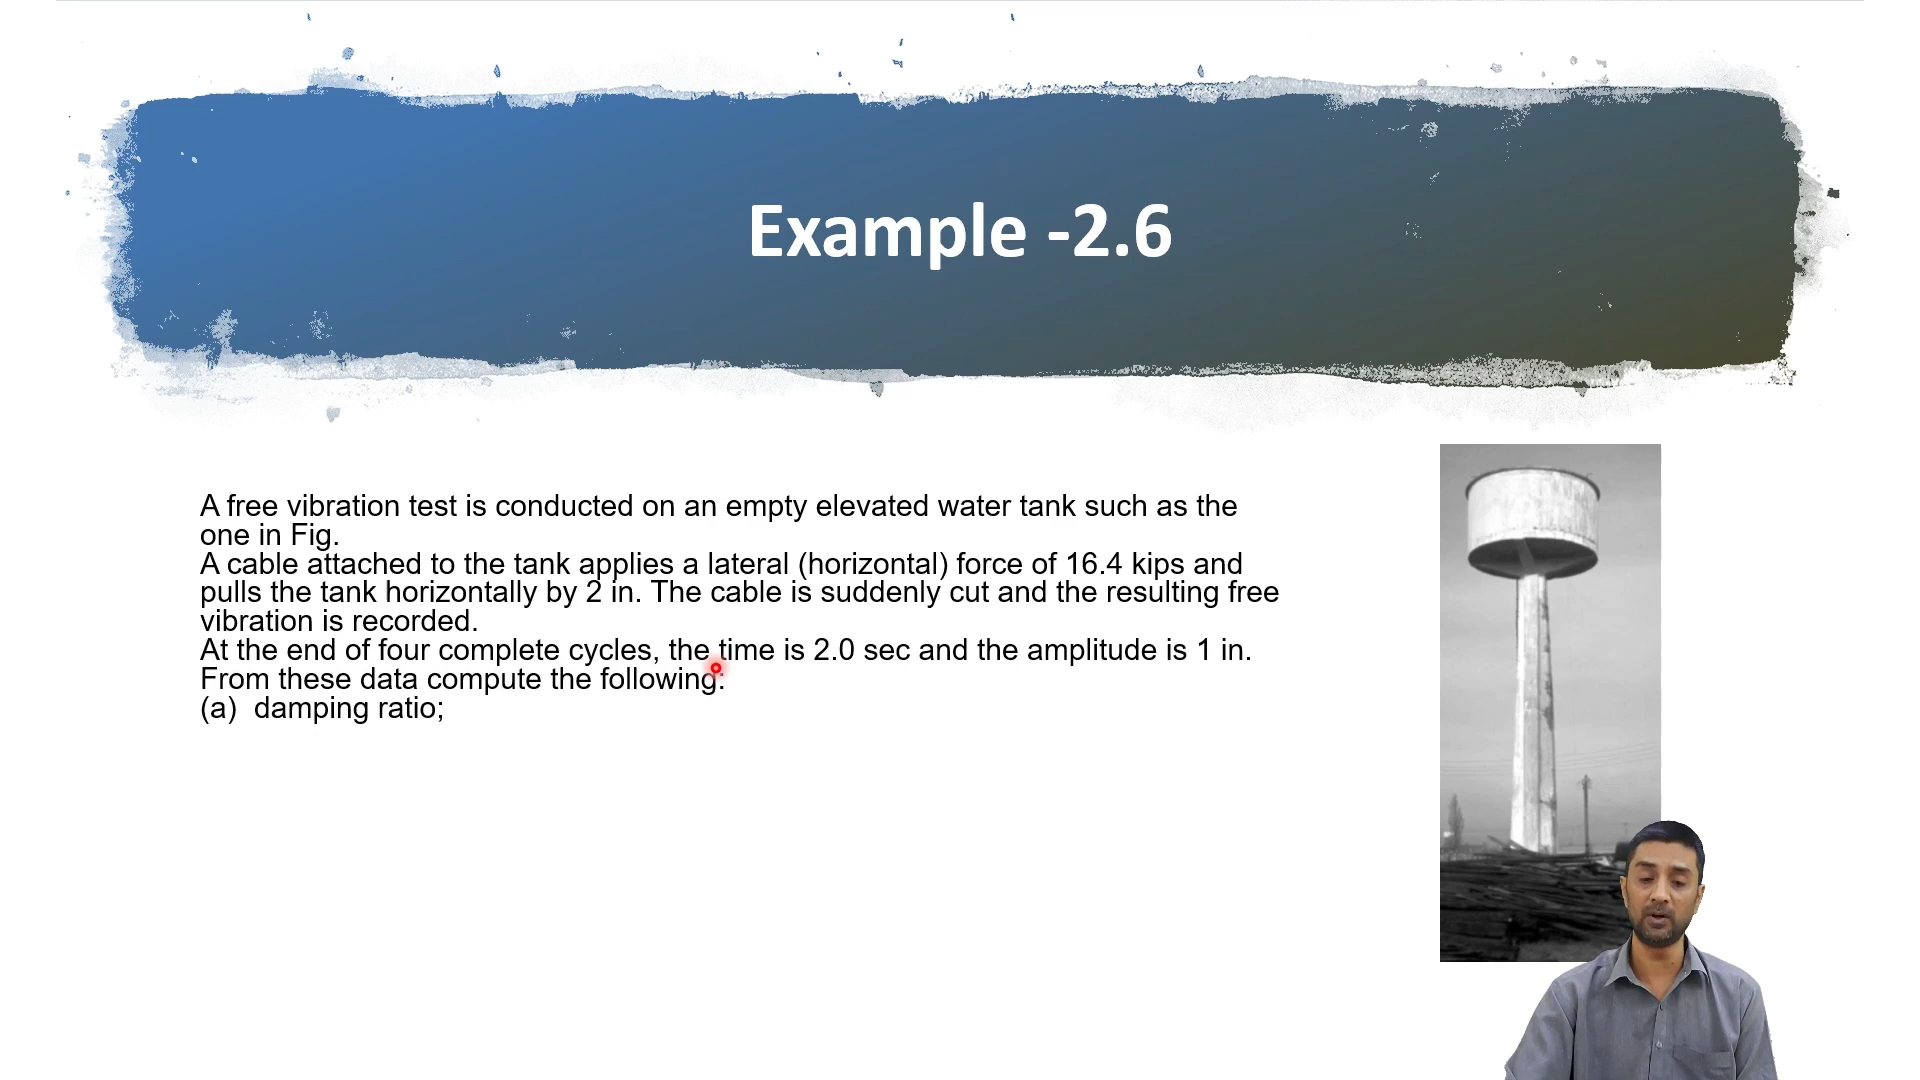 Example -2.6
A free vibration test is conducted on an empty elevated water tank such as the
one in Fig.
A cable attached to the tank applies a lateral (horizontal) force of 16.4 kips and
pulls the tank horizontally by 2 in. The cable is suddenly cut and the resulting free
vibration is recorded.
At the end of four complete cycles, the time is 2.0 sec and the amplitude is 1 in.
From these data compute the following:
(a) damping ratio;